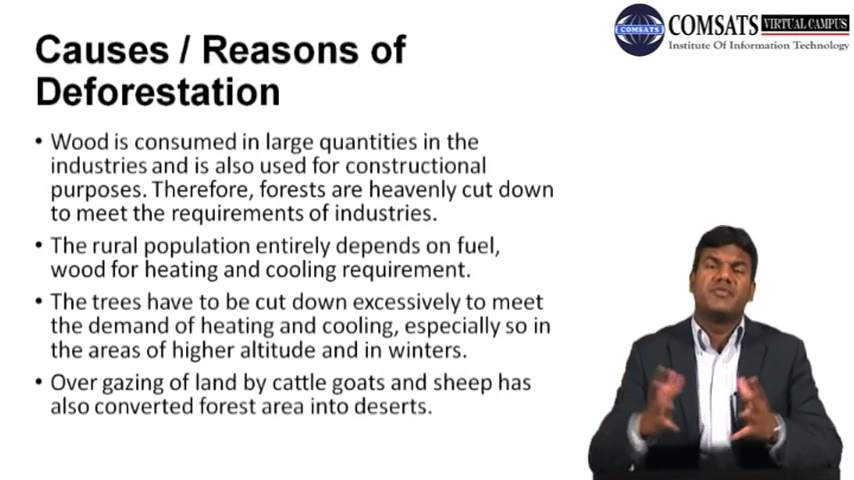 COMSATS
COMSATS VIRTUAL CAMPUS
Institute Of Information Technology
Causes / Reasons of
Deforestation
• Wood is consumed in large quantities in the
industries and is also used for constructional
purposes. Therefore, forests are heavenly cut down
to meet the requirements of industries.
• The rural population entirely depends on fuel,
wood for heating and cooling requirement.
• The trees have to be cut down excessively to meet
the demand of heating and cooling, especially so in
the areas of higher altitude and in winters.
• Over gazing of land by cattle goats and sheep has
also converted forest area into deserts.